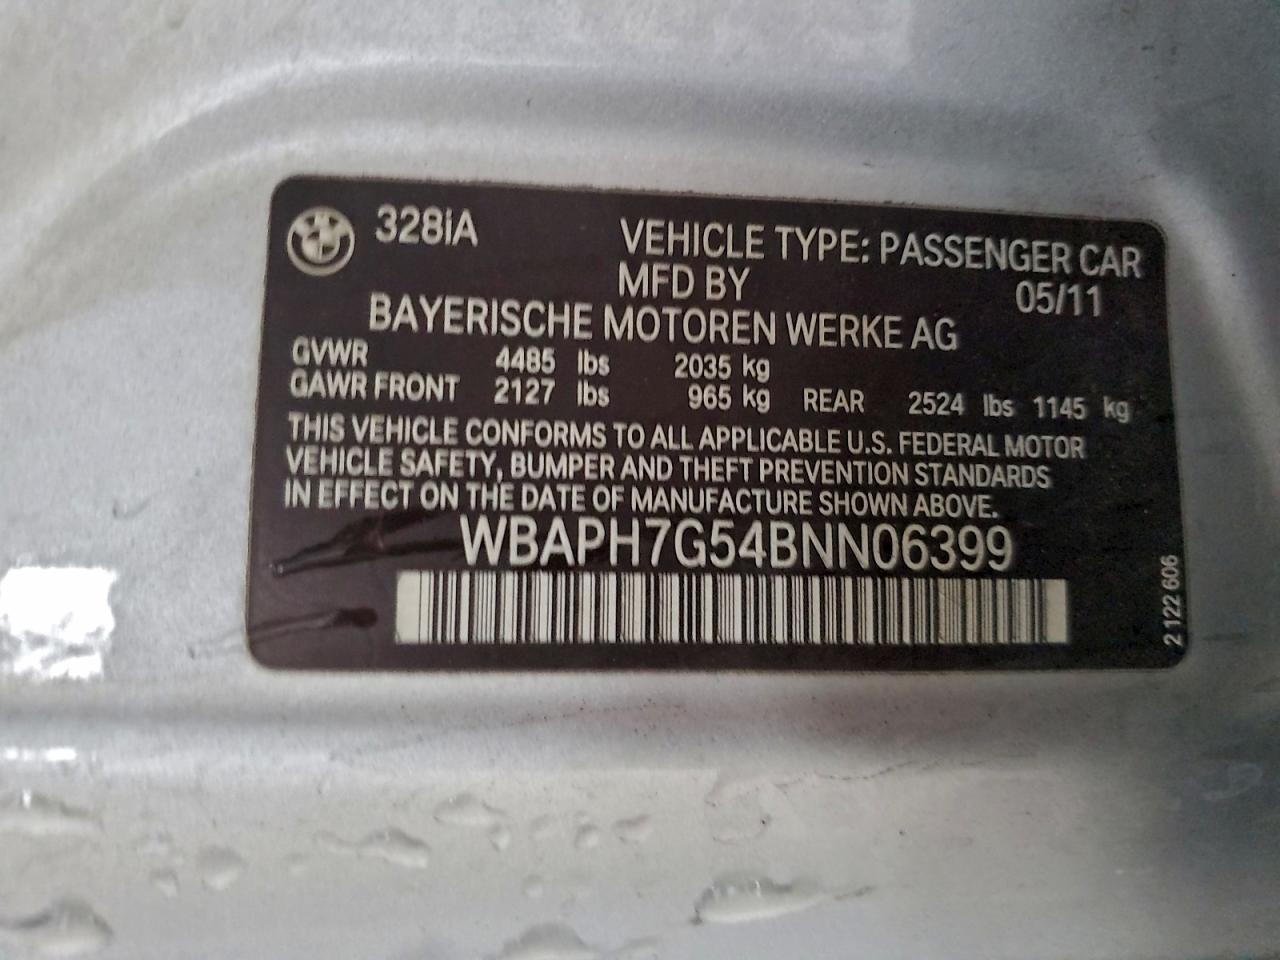 328iA
VEHICLE TYPE: PASSENGER CAR
MFD BY 05/11
BAYERISCHE MOTOREN WERKE AG
GVWR 4485 lbs 2035 kg
GAWR FRONT 2127 lbs 965 kg REAR 2524 lbs 1145 kg
THIS VEHICLE CONFORMS TO ALL APPLICABLE U.S. FEDERAL MOTOR
VEHICLE SAFETY, BUMPER AND THEFT PREVENTION STANDARDS
IN EFFECT ON THE DATE OF MANUFACTURE SHOWN ABOVE.
WBAPH7G54BNN06399
2 122 606